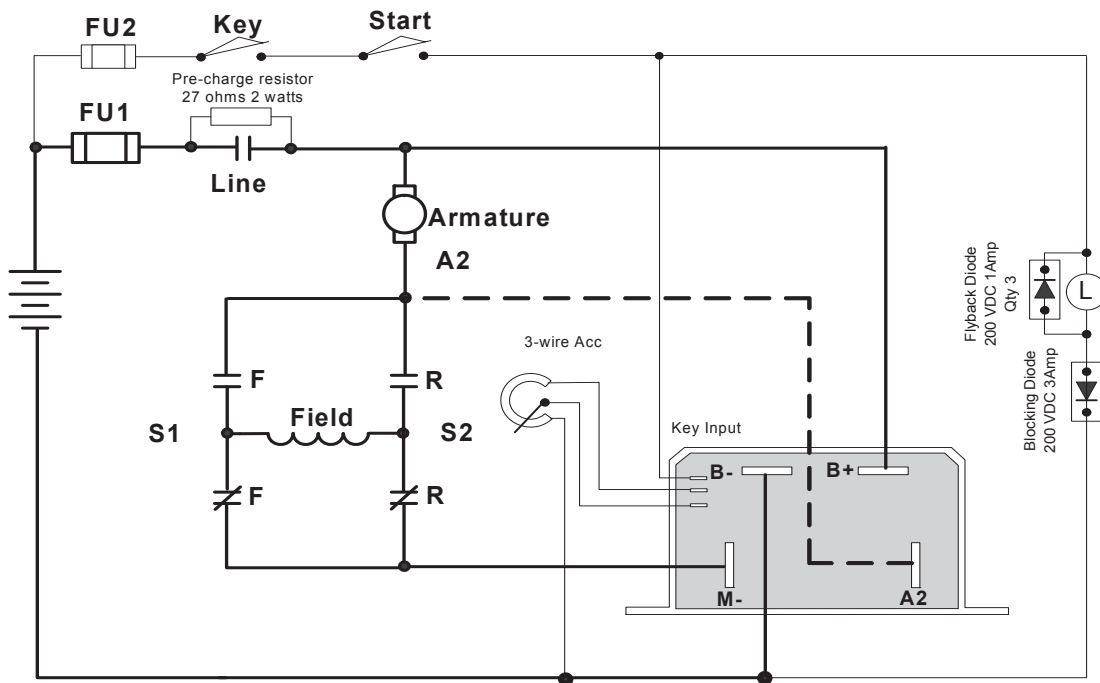 FU2
Key
Start
Pre-charge resistor
27 ohms 2 watts
FU1
Line
Armature
A2
F
R
S1
Field
S2
F
R
3-wire Acc
Key Input
B-
B+
M-
A2
Flyback Diode
200 VDC 1Amp
Qty 3
L
Blocking Diode
200 VDC 3Amp